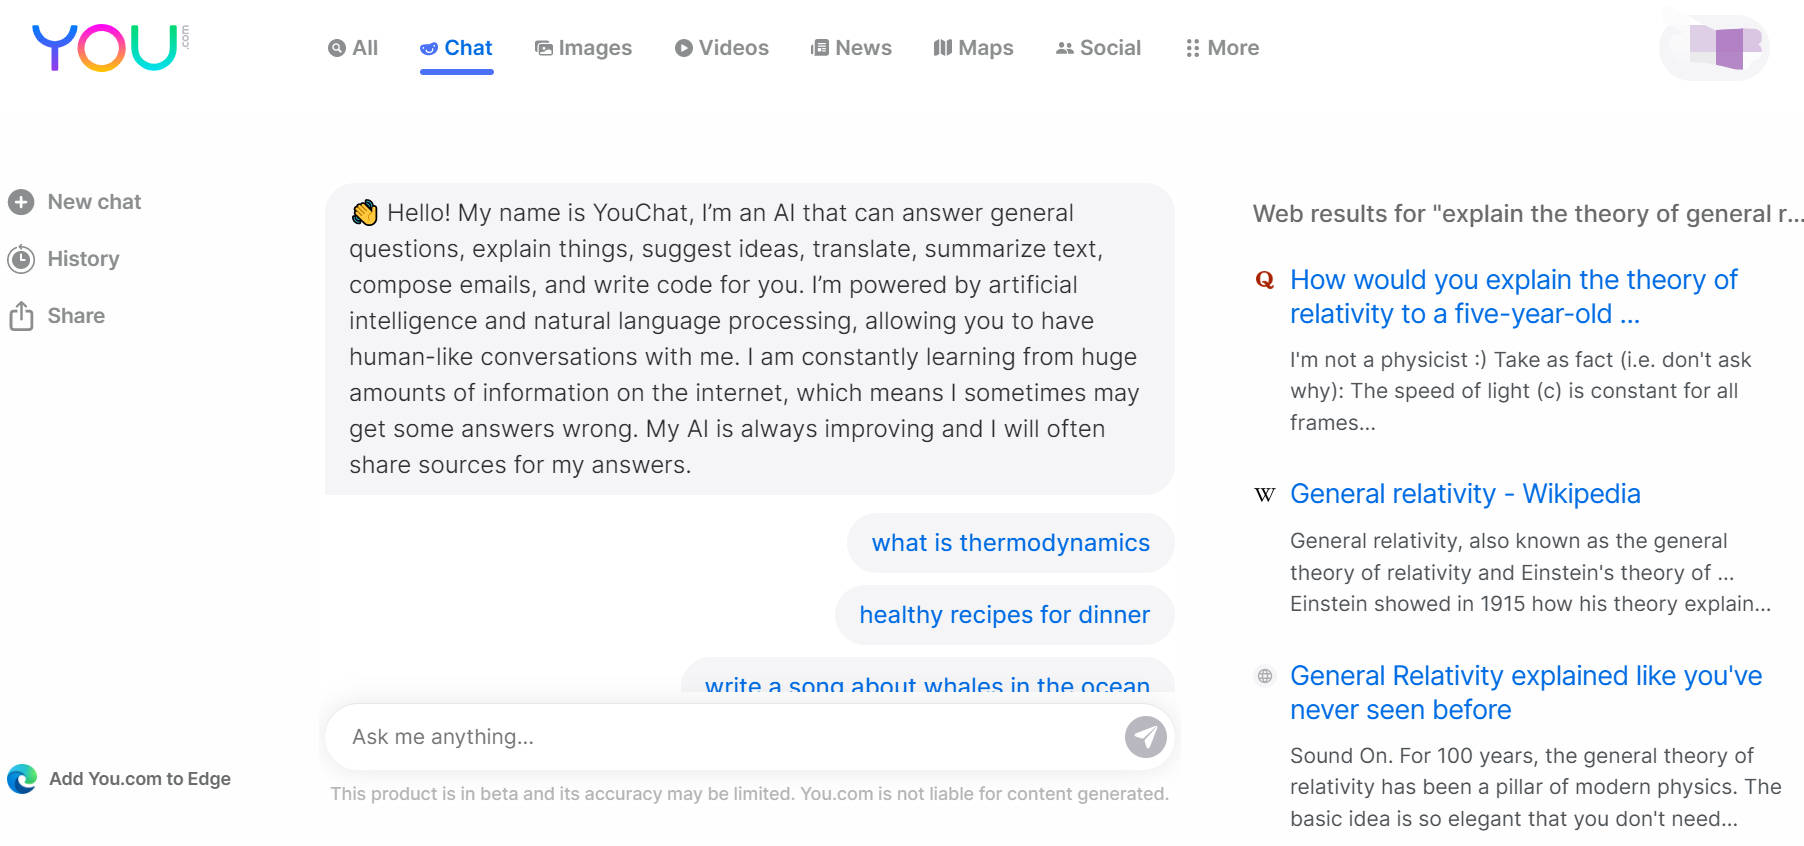 YOU.com
All
Chat
Images
Videos
News
Maps
Social
More
New chat
History
Share
Add You.com to Edge
👋 Hello! My name is YouChat, I’m an AI that can answer general
questions, explain things, suggest ideas, translate, summarize text,
compose emails, and write code for you. I’m powered by artificial
intelligence and natural language processing, allowing you to have
human-like conversations with me. I am constantly learning from huge
amounts of information on the internet, which means I sometimes may
get some answers wrong. My AI is always improving and I will often
share sources for my answers.
what is thermodynamics
healthy recipes for dinner
write a song about whales in the ocean
Ask me anything...
This product is in beta and its accuracy may be limited. You.com is not liable for content generated.
Web results for "explain the theory of general r...
Q How would you explain the theory of
relativity to a five-year-old ...
I'm not a physicist :) Take as fact (i.e. don't ask
why): The speed of light (c) is constant for all
frames...
W General relativity - Wikipedia
General relativity, also known as the general
theory of relativity and Einstein's theory of ...
Einstein showed in 1915 how his theory explain...
General Relativity explained like you've
never seen before
Sound On. For 100 years, the general theory of
relativity has been a pillar of modern physics. The
basic idea is so elegant that you don't need...